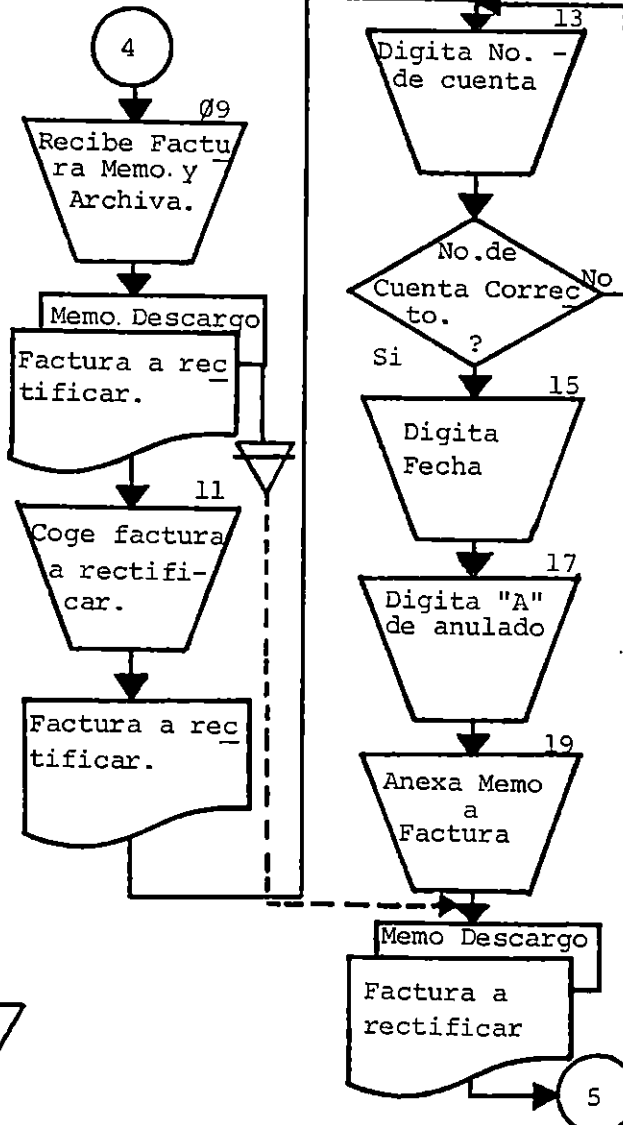 4
Ø9
Recibe Factu
ra Memo. y
Archiva.
Memo. Descargo
Factura a rec
tificar.
11
Coge factura
a rectifi-
car.
Factura a rec
tificar.
13
Digita No. -
de cuenta
No.de
Cuenta Correc
to.
?
No
Si
15
Digita
Fecha
17
Digita "A"
de anulado
19
Anexa Memo
a
Factura
Memo Descargo
Factura a
rectificar
5